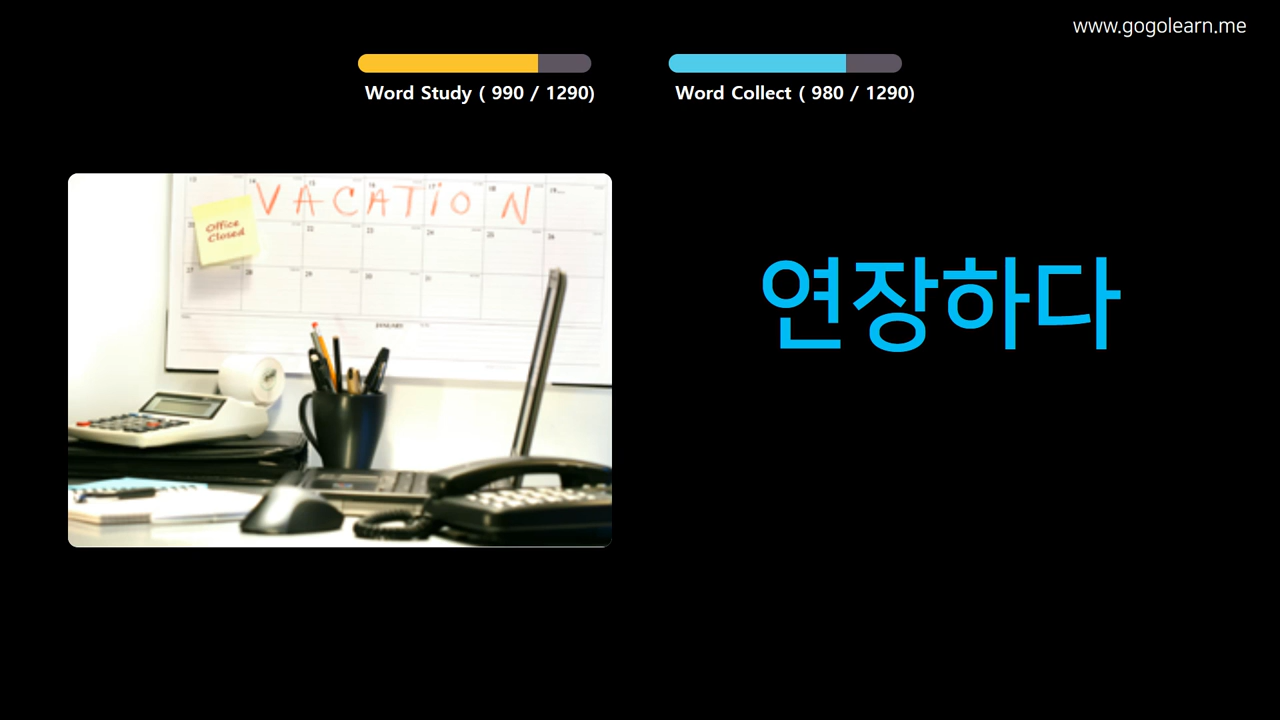 www.gogolearn.me
Word Study ( 990 / 1290)
Word Collect ( 980 / 1290)
VACATION
Office
Closed
연장하다